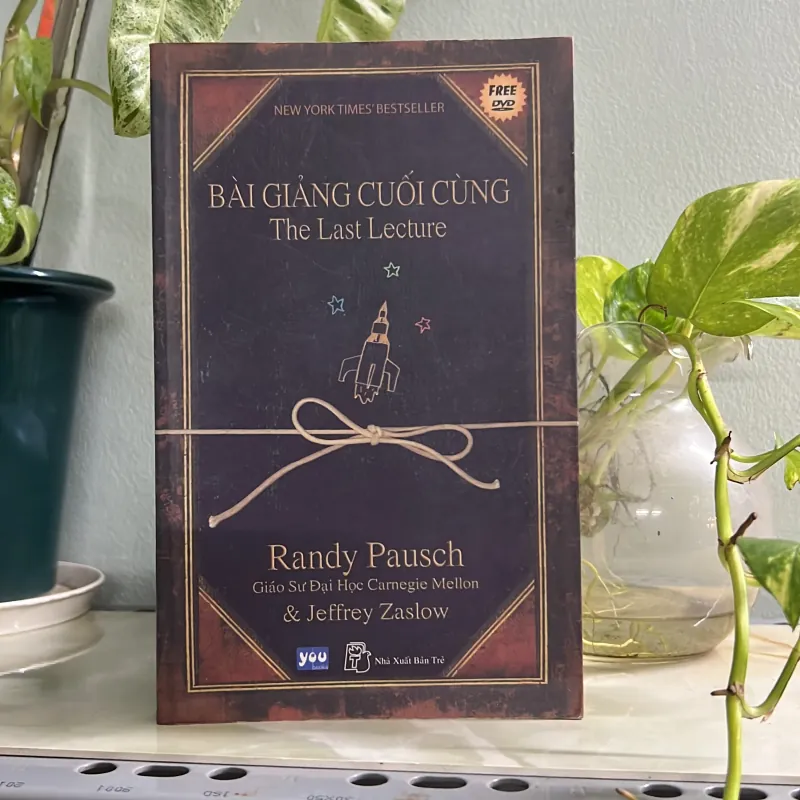 NEW YORK TIMES' BESTSELLER
FREE
DVD
BÀI GIẢNG CUỐI CÙNG
The Last Lecture
Randy Pausch
Giáo Sư Đại Học Carnegie Mellon
& Jeffrey Zaslow
you
books
Nhà Xuất Bản Trẻ